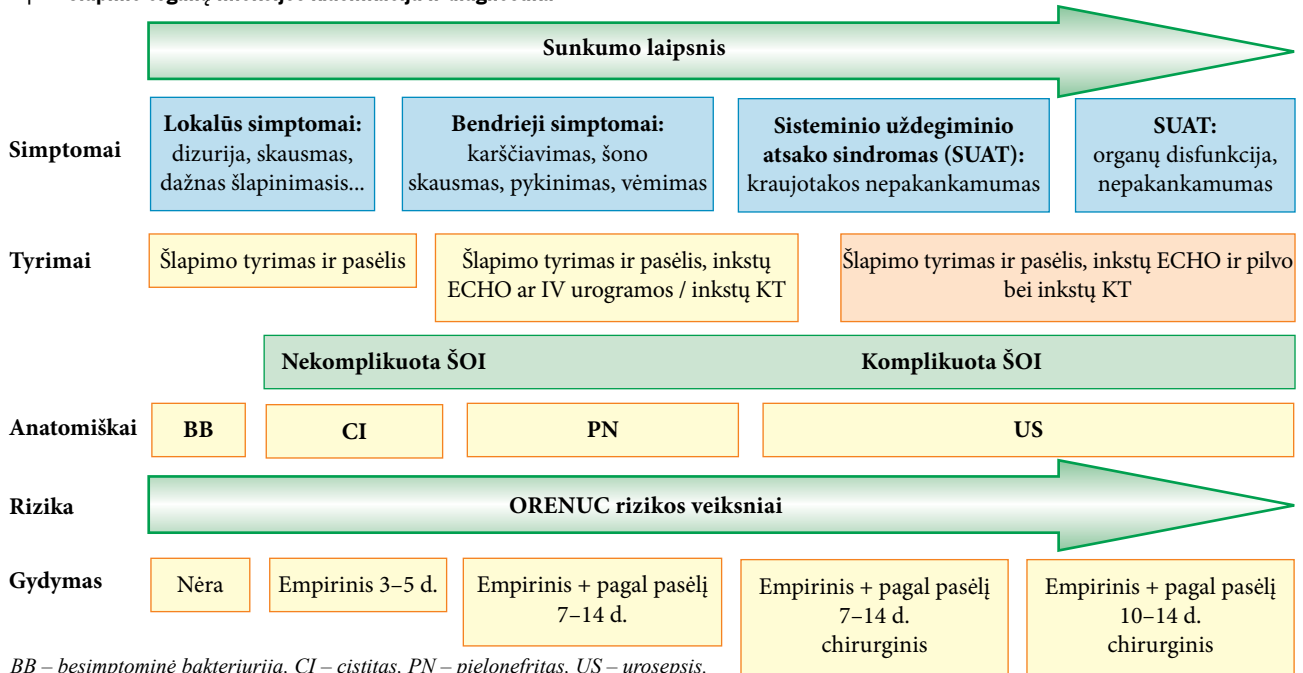 Sunkumo laipsnis
Simptomai
Lokalūs simptomai:
dizurija, skausmas,
dažnas šlapinimasis...
Bendrieji simptomai:
karščiavimas, šono
skausmas, pykinimas, vėmimas
Sisteminio uždegiminio
atsako sindromas (SUAT):
kraujotakos nepakankamumas
SUAT:
organų disfunkcija,
nepakankamumas
Tyrimai
Šlapimo tyrimas ir pasėlis
Šlapimo tyrimas ir pasėlis, inkstų
ECHO ar IV urogramos / inkstų KT
Šlapimo tyrimas ir pasėlis, inkstų ECHO ir pilvo
bei inkstų KT
Nekomplikuota ŠOI
Komplikuota ŠOI
Anatomiškai
BB
CI
PN
US
Rizika
ORENUC rizikos veiksniai
Gydymas
Nėra
Empirinis 3–5 d.
Empirinis + pagal pasėlį
7–14 d.
Empirinis + pagal pasėlį
7–14 d.
chirurginis
Empirinis + pagal pasėlį
10–14 d.
chirurginis
BB – besimptominė bakteriurija, CI – cistitas, PN – pielonefritas, US – urosepsis.